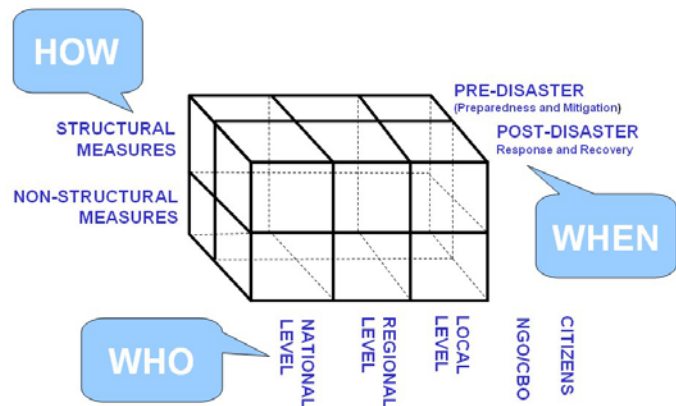 HOW
PRE-DISASTER
(Preparedness and Mitigation)
STRUCTURAL
MEASURES
POST-DISASTER
Response and Recovery
NON-STRUCTURAL
MEASURES
WHEN
WHO
NATIONAL
LEVEL
REGIONAL
LEVEL
LOCAL
LEVEL
NGO/CBO
CITIZENS